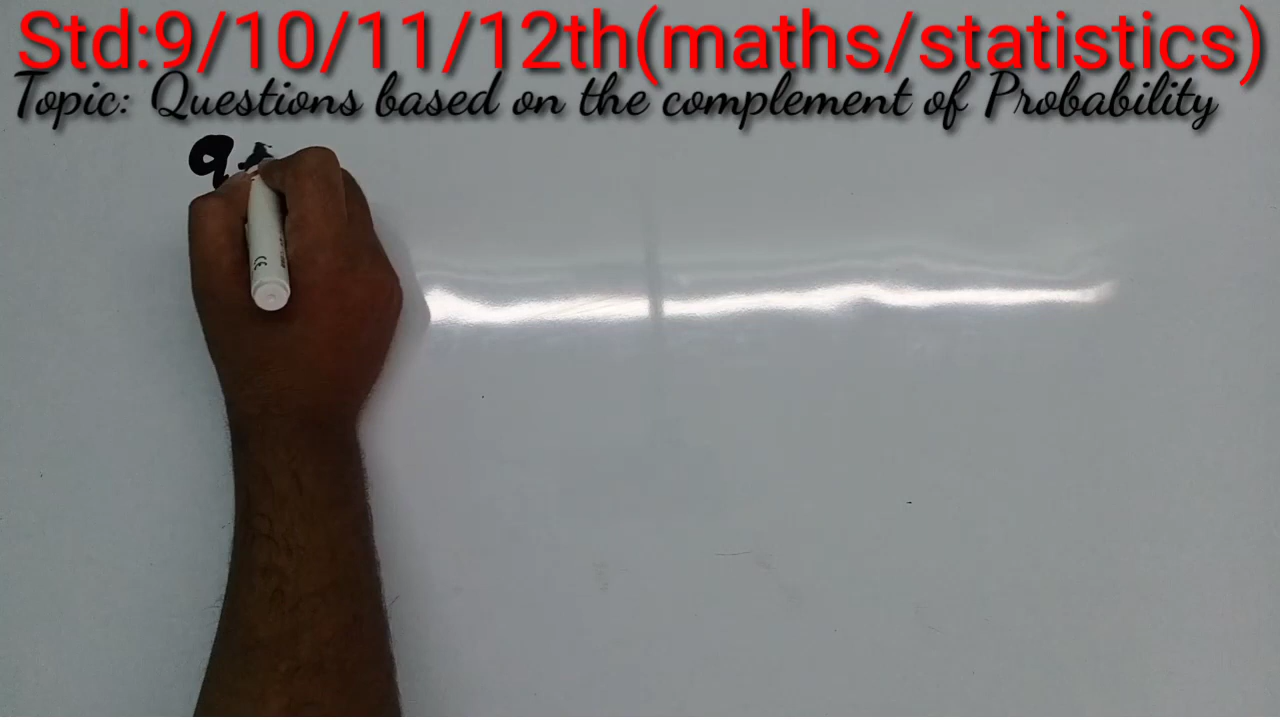 Std:9/10/11/12th(maths/statistics)
Topic: Questions based on the complement of Probability